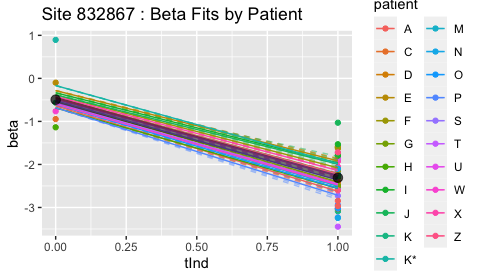 Site 832867 : Beta Fits by Patient
patient
A
C
D
E
F
G
H
I
J
K
K*
M
N
O
P
S
T
U
W
X
Z
1
0
-1
-2
-3
beta
0.00 0.25 0.50 0.75 1.00
tInd